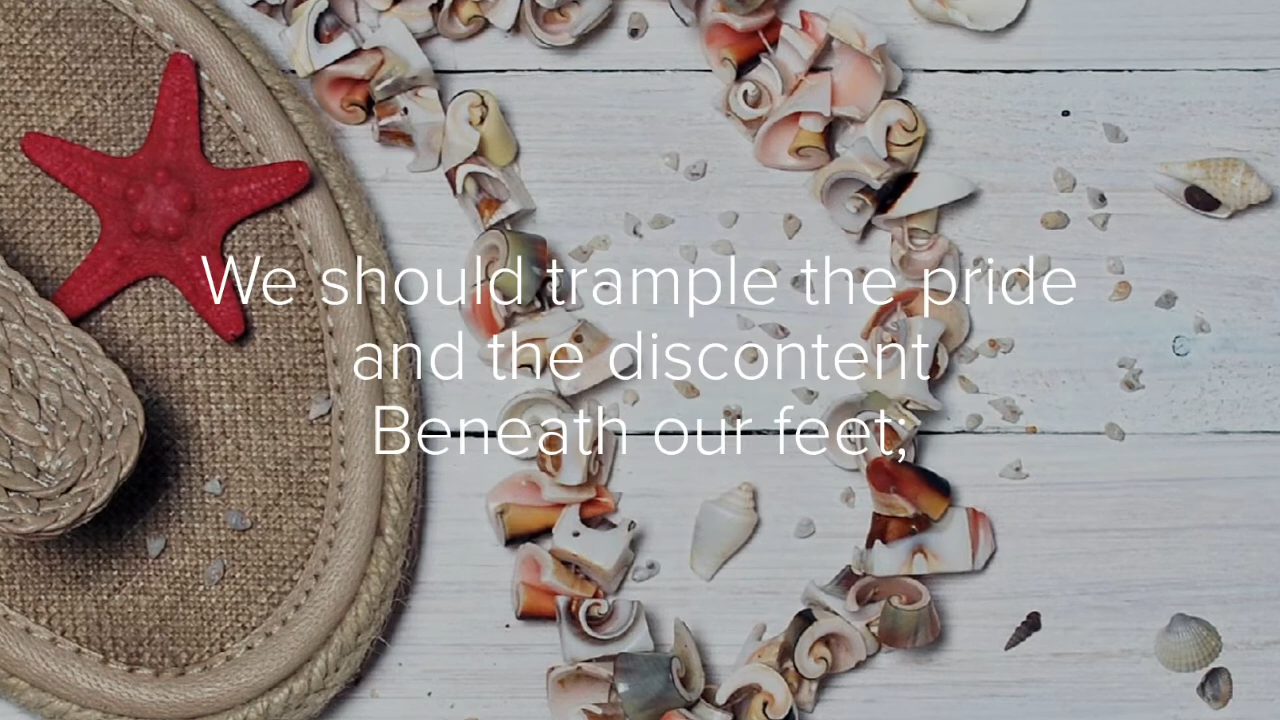 We should trample the pride
and the discontent
Beneath our feet;